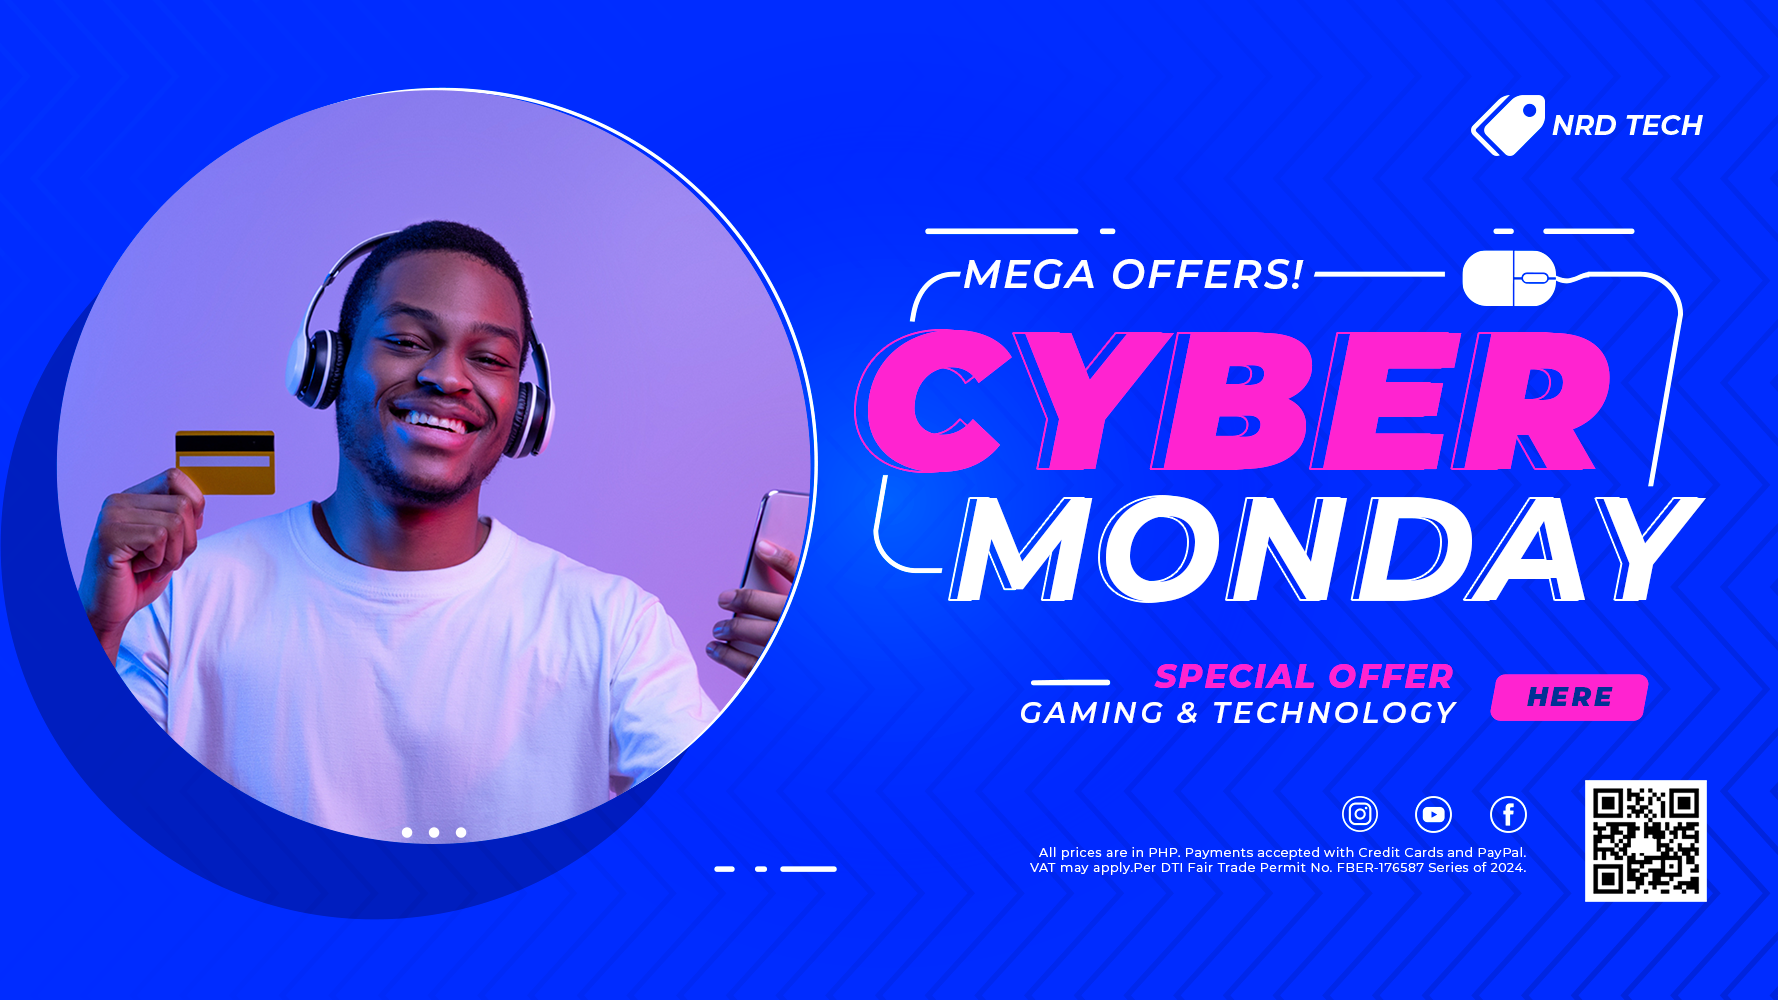 NRD TECH
MEGA OFFERS!
CYBER
MONDAY
SPECIAL OFFER
GAMING & TECHNOLOGY
HERE
All prices are in PHP. Payments accepted with Credit Cards and PayPal.
VAT may apply.Per DTI Fair Trade Permit No. FBER-176587 Series of 2024.